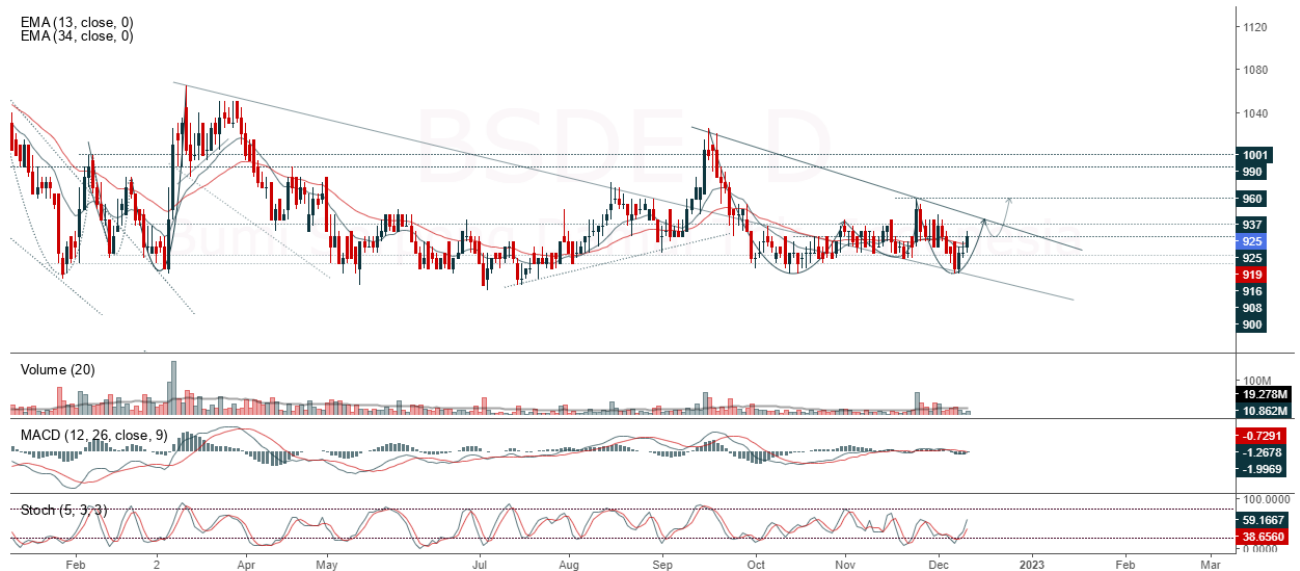 EMA (13, close, 0)
EMA (34, close, 0)
BSDE D
1120
1080
1040
1001
990
960
937
925
925
919
916
908
900
Volume (20)
100M
19.278M
10.862M
MACD (12, 26, close, 9)
-0.7291
-1.2678
-1.9969
Stoch (5, 3, 3)
100.0000
59.1667
38.6560
0.0000
Feb 2 Apr May Jul Aug Sep Oct Nov Dec 2023 Feb Mar